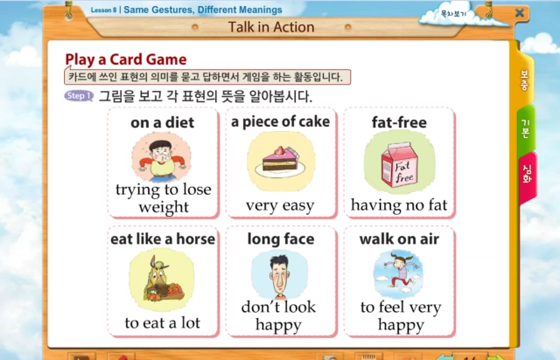 Lesson 8 | Same Gestures, Different Meanings
Talk in Action
Play a Card Game
카드에 쓰인 표현의 의미를 묻고 답하면서 게임을 하는 활동입니다.
Step 1 그림을 보고 각 표현의 뜻을 알아봅시다.
on a diet
trying to lose
weight
a piece of cake
very easy
fat-free
Fat
free
having no fat
eat like a horse
to eat a lot
long face
don't look
happy
walk on air
to feel very
happy
보충
기본
심화